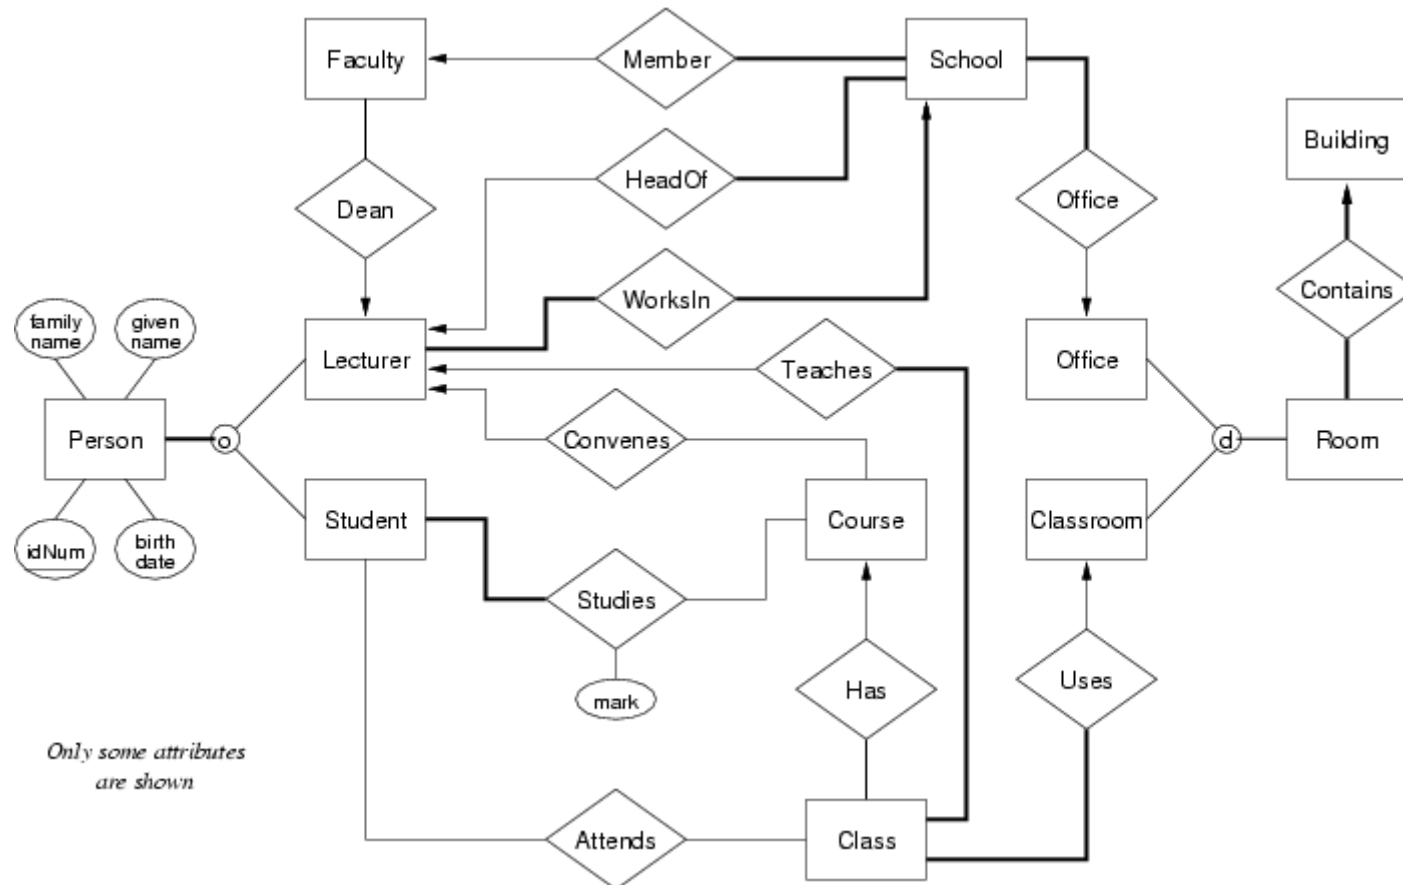 Faculty
Member
School
Building
HeadOf
Office
Dean
WorksIn
Contains
family
name
given
name
Lecturer
Teaches
Office
Person
o
Convenes
d
Room
Student
Course
Classroom
idNum
birth
date
Studies
Has
Uses
mark
Only some attributes
are shown
Attends
Class